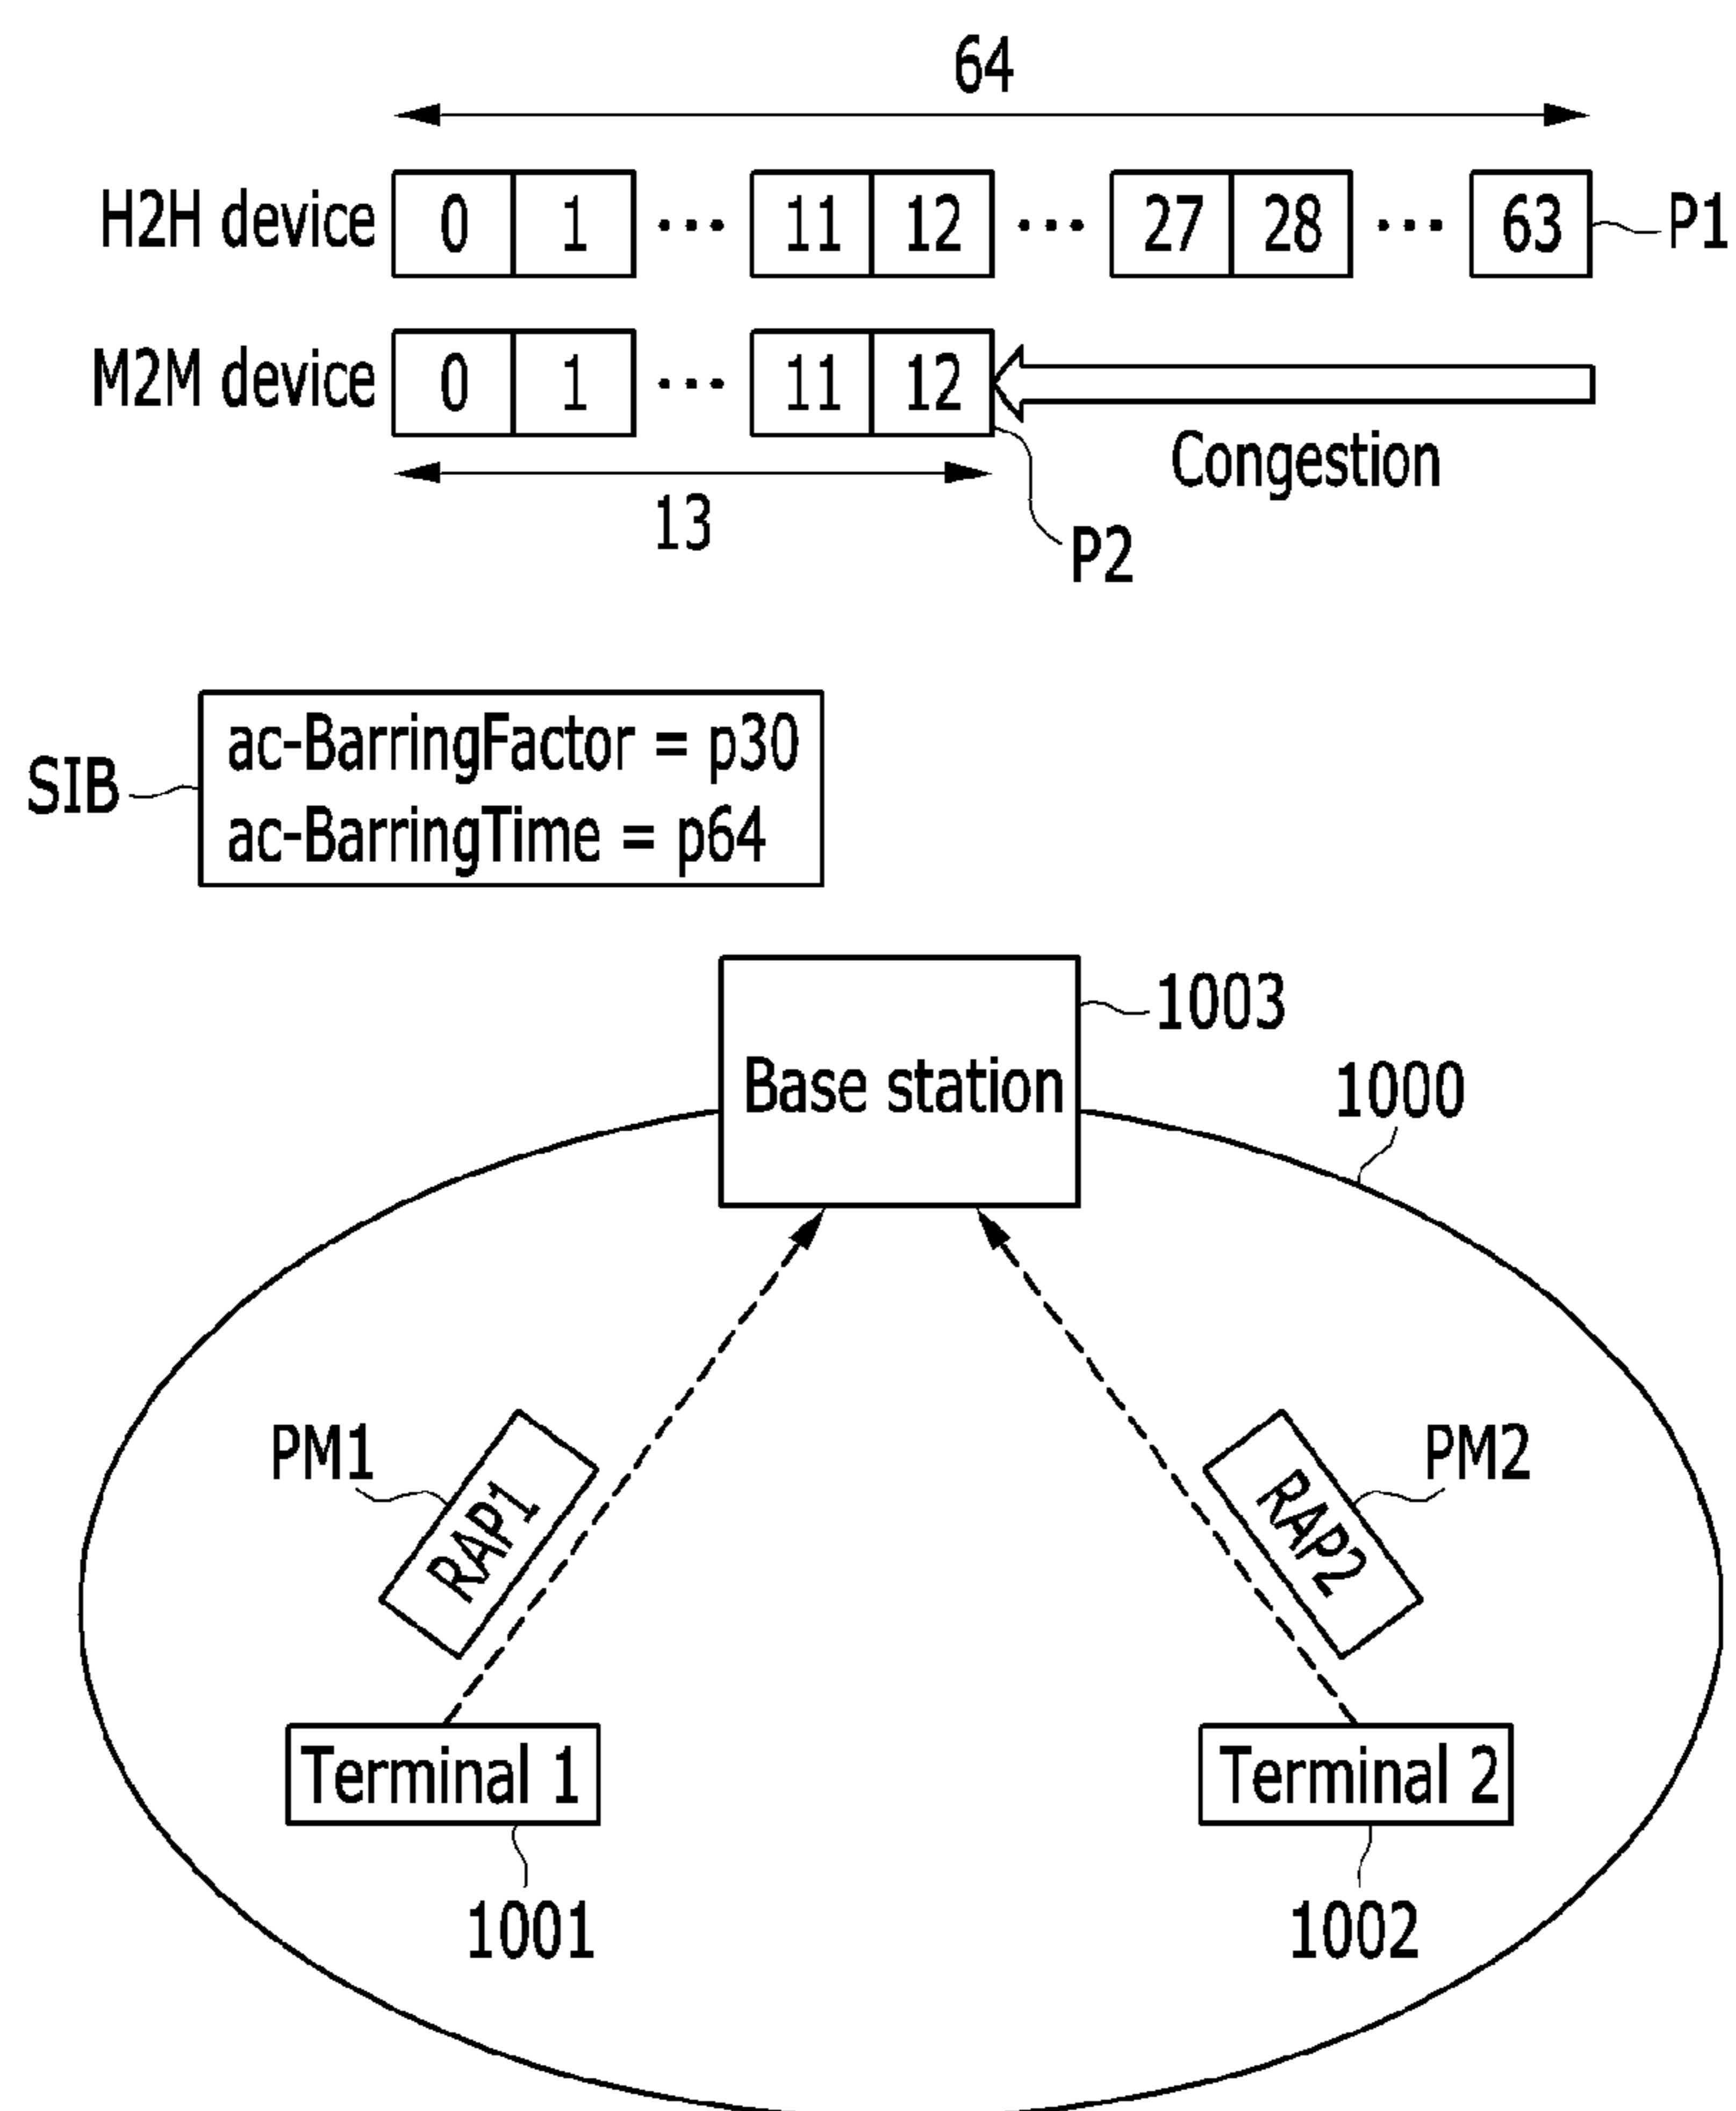 64
H2H device 0 1 ... 11 12 ... 27 28 ... 63 P1
M2M device 0 1 ... 11 12
Congestion
13
P2
SIB
ac-BarringFactor = p30
ac-BarringTime = p64
1003
Base station
1000
PM1
RAP1
PM2
RAP2
Terminal 1
Terminal 2
1001
1002